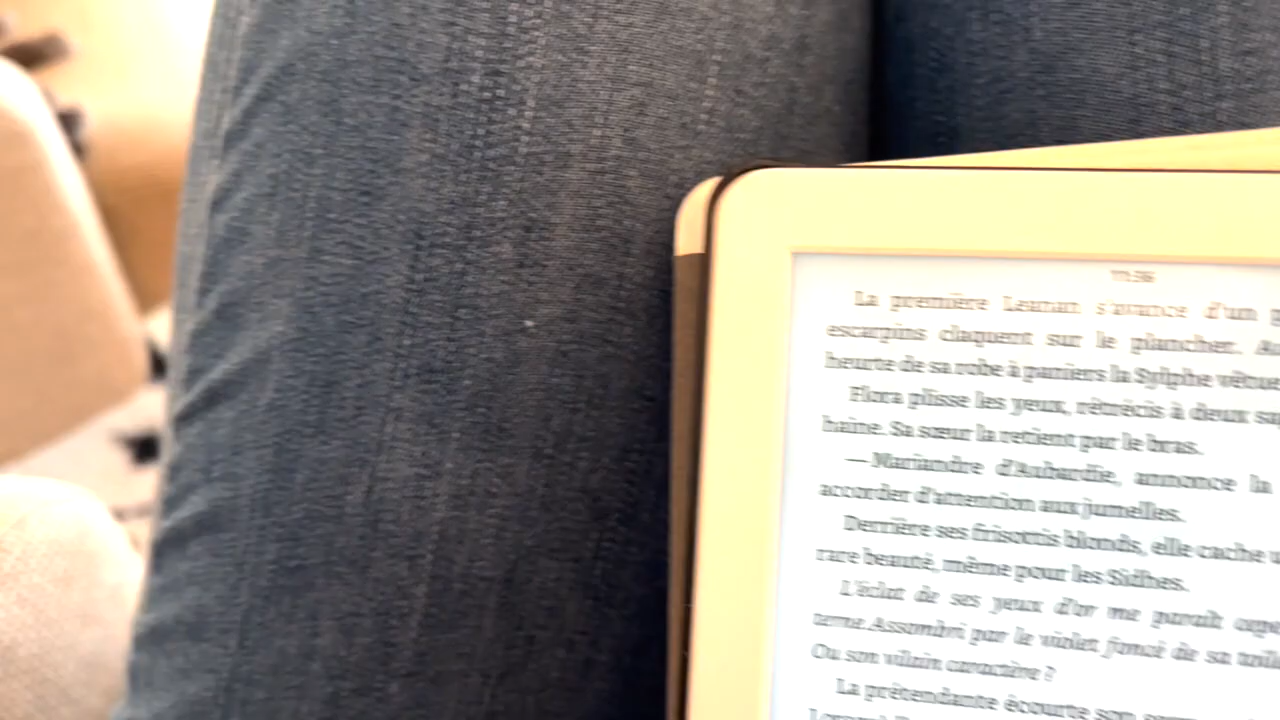 La première Leanan s'avance d'un
escarpins claquent sur le plancher.
heurte de sa robe à paniers la Sylphe vêtue
Flora plisse les yeux, rétrécis à deux
haine. Sa sœur la retient par le bras.
— Mariandre d'Aubardie, annonce la
accorder d'attention aux jumelles.
Derrière ses frisottis blonds, elle cache
rare beauté, même pour les Sidhes.
L'éclat de ses yeux d'or me paraît
terne. Assombri par le violet foncé de sa
Ou son vilain caractère ?
La prétendante écourte son